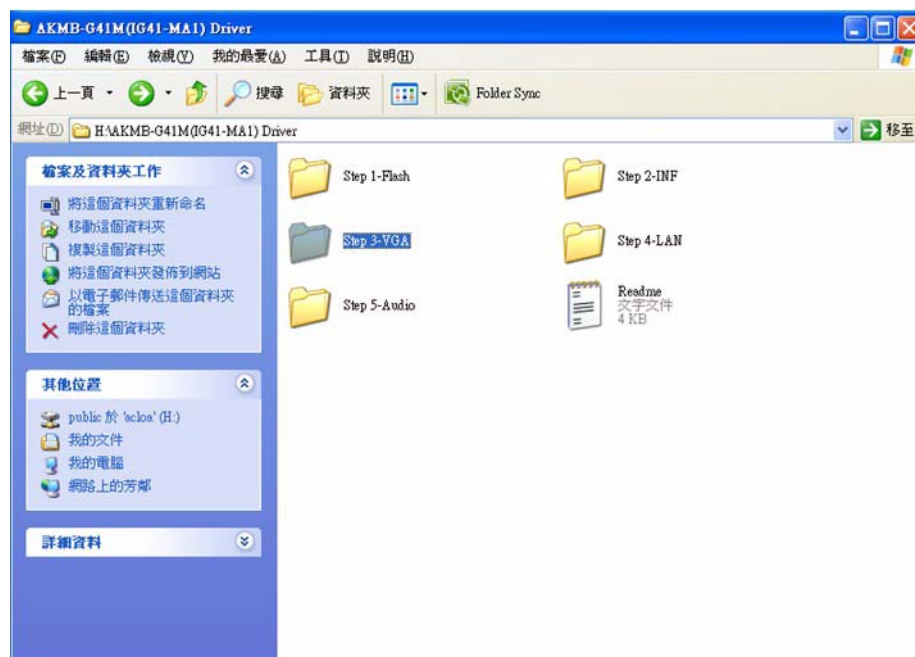 AKMB-G41M(IG41-MA1) Driver
檔案(F) 編輯(E) 檢視(V) 我的最愛(A) 工具(T) 說明(H)
上一頁 搜尋 資料夾 Folder Sync
網址(D) H:\AKMB-G41M(IG41-MA1) Driver 移至
檔案及資料夾工作
將這個資料夾重新命名
移動這個資料夾
複製這個資料夾
將這個資料夾發佈到網站
以電子郵件傳送這個資料夾
的檔案
刪除這個資料夾
其他位置
public 於 'acloa' (H:)
我的文件
我的電腦
網路上的芳鄰
詳細資料
Step 1-Flash
Step 2-INF
Step 3-VGA
Step 4-LAN
Step 5-Audio
Readme
文字文件
4 KB